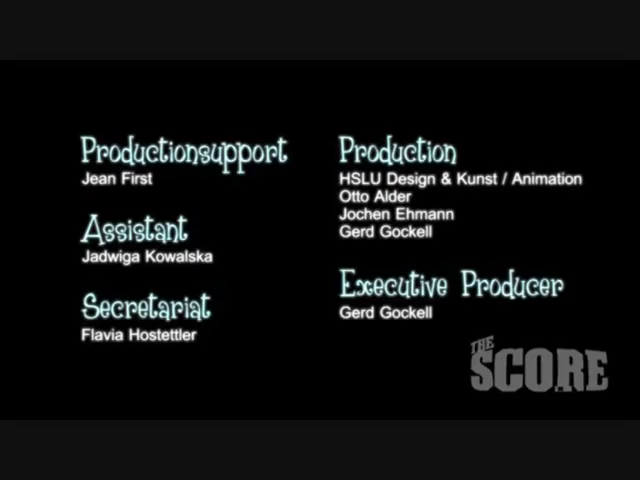 Productionsupport
Jean First
Assistant
Jadwiga Kowalska
Secretariat
Flavia Hostettler
Production
HSLU Design & Kunst / Animation
Otto Alder
Jochen Ehmann
Gerd Gockell
Executive Producer
Gerd Gockell
THE
SCORE